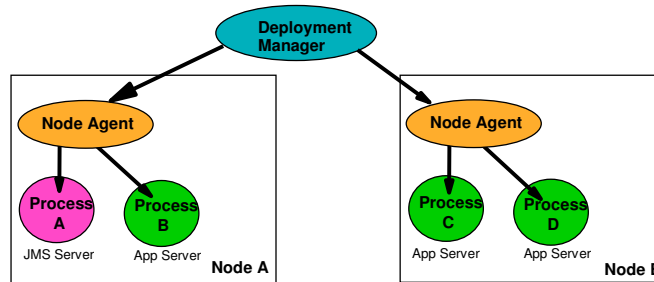 Deployment
Manager
Node Agent
Node Agent
Process
A
Process
B
Process
C
Process
D
JMS Server
App Server
App Server
App Server
Node A
Node